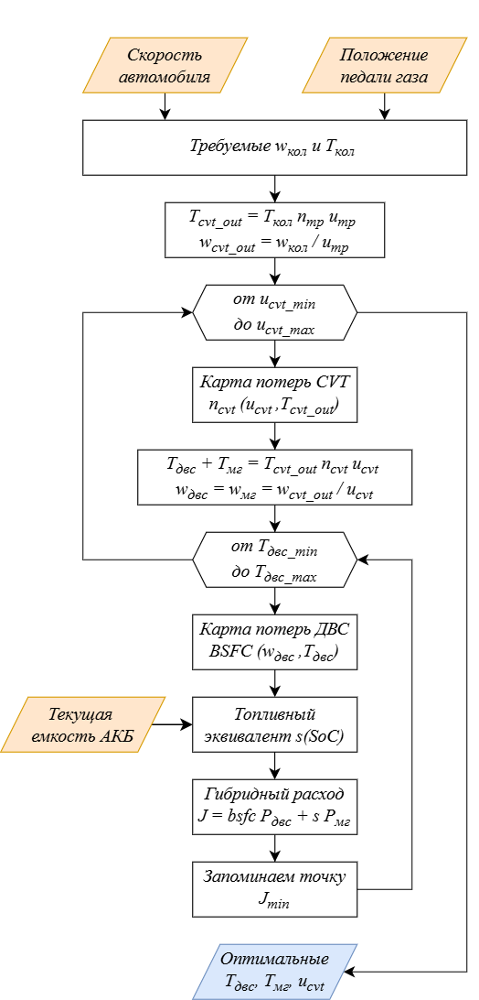 Скорость
автомобиля
Положение
педали газа
Требуемые wкол и Tкол
Tcvt_out = Tкол nтр uтр
wcvt_out = wкол / uтр
от ucvt_min
до ucvt_max
Карта потерь CVT
ncvt (ucvt ,Tcvt_out)
Tдвс + Tмг = Tcvt_out ncvt ucvt
wдвс = wмг = wcvt_out / ucvt
от Tдвс_min
до Tдвс_max
Карта потерь ДВС
BSFC (wдвс ,Tдвс)
Текущая
емкость АКБ
Топливный
эквивалент s(SoC)
Гибридный расход
J = bsfc Pдвс + s Pмг
Запоминаем точку
Jmin
Оптимальные
Tдвс, Tмг, ucvt